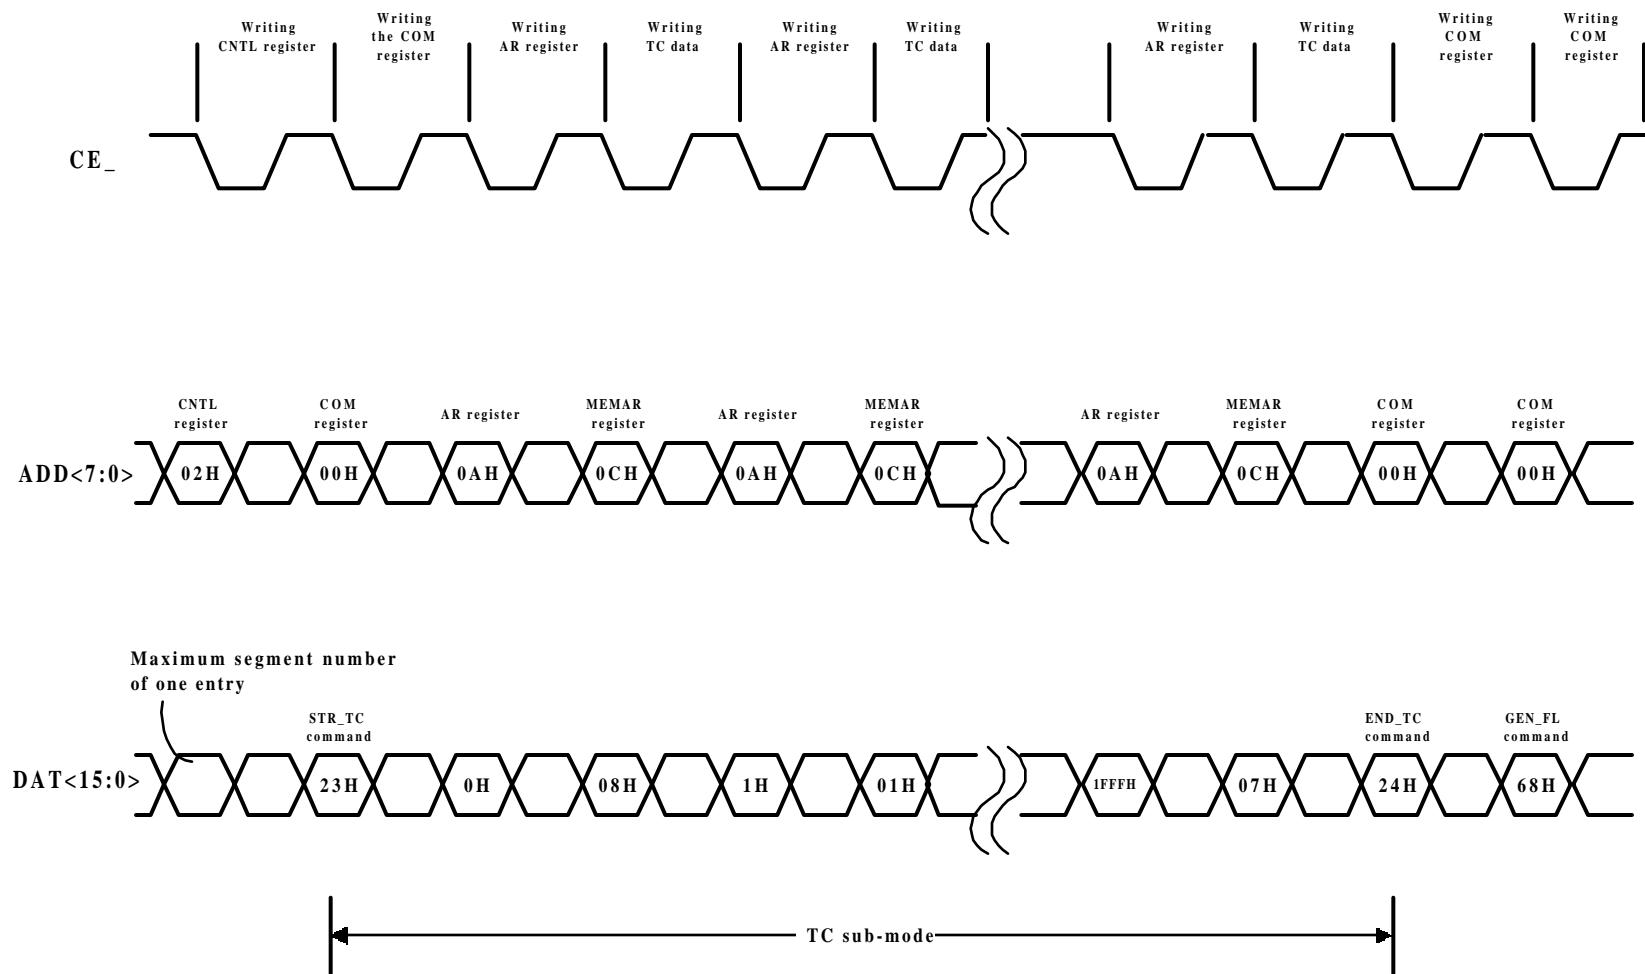 Writing
CNTL register
Writing
the COM
register
Writing
AR register
Writing
TC data
Writing
AR register
Writing
TC data
Writing
AR register
Writing
TC data
Writing
COM
register
Writing
COM
register
CE_
CNTL
register
COM
register
AR register
MEMAR
register
AR register
MEMAR
register
AR register
MEMAR
register
COM
register
COM
register
ADD<7:0> 02H 00H 0AH 0CH 0AH 0CH 0AH 0CH 00H 00H
Maximum segment number
of one entry
STR_TC
command
END_TC
command
GEN_FL
command
DAT<15:0> 23H 0H 08H 1H 01H 1FFFH 07H 24H 68H
TC sub-mode